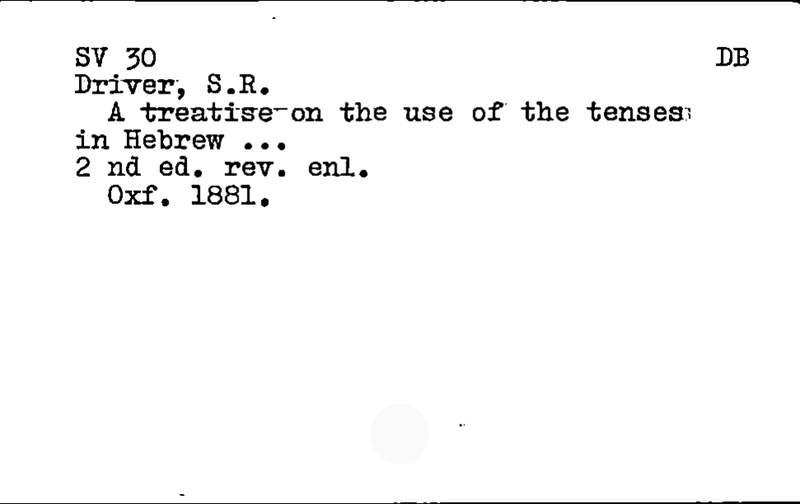 SV 30 DB
Driver, S.R.
A treatise on the use of the tenses
in Hebrew ...
2 nd ed. rev. enl.
Oxf. 1881.